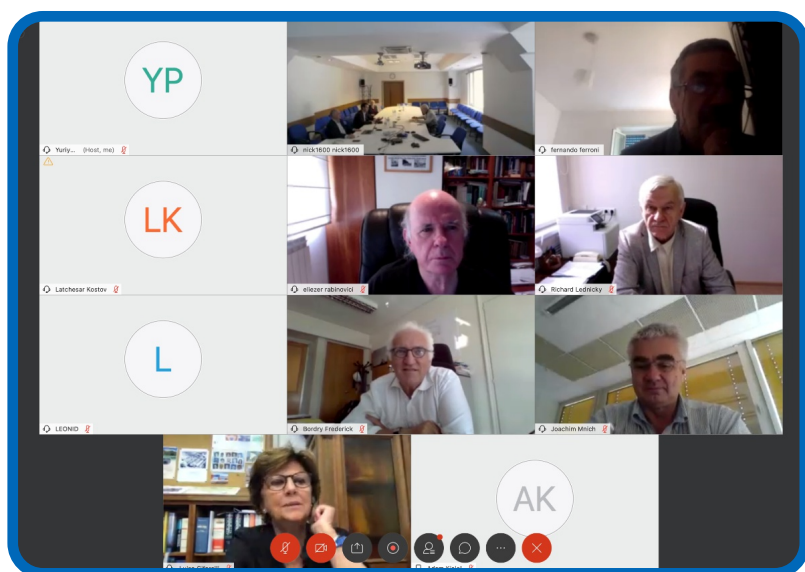 YP
Yuriy... (Host, me)
nick1600 nick1600
fernando ferroni
LK
Latchesar Kostov
eliezer rabinovici
Richard Lednicky
L
LEONID
Bordry Frederick
Joachim Mnich
AK